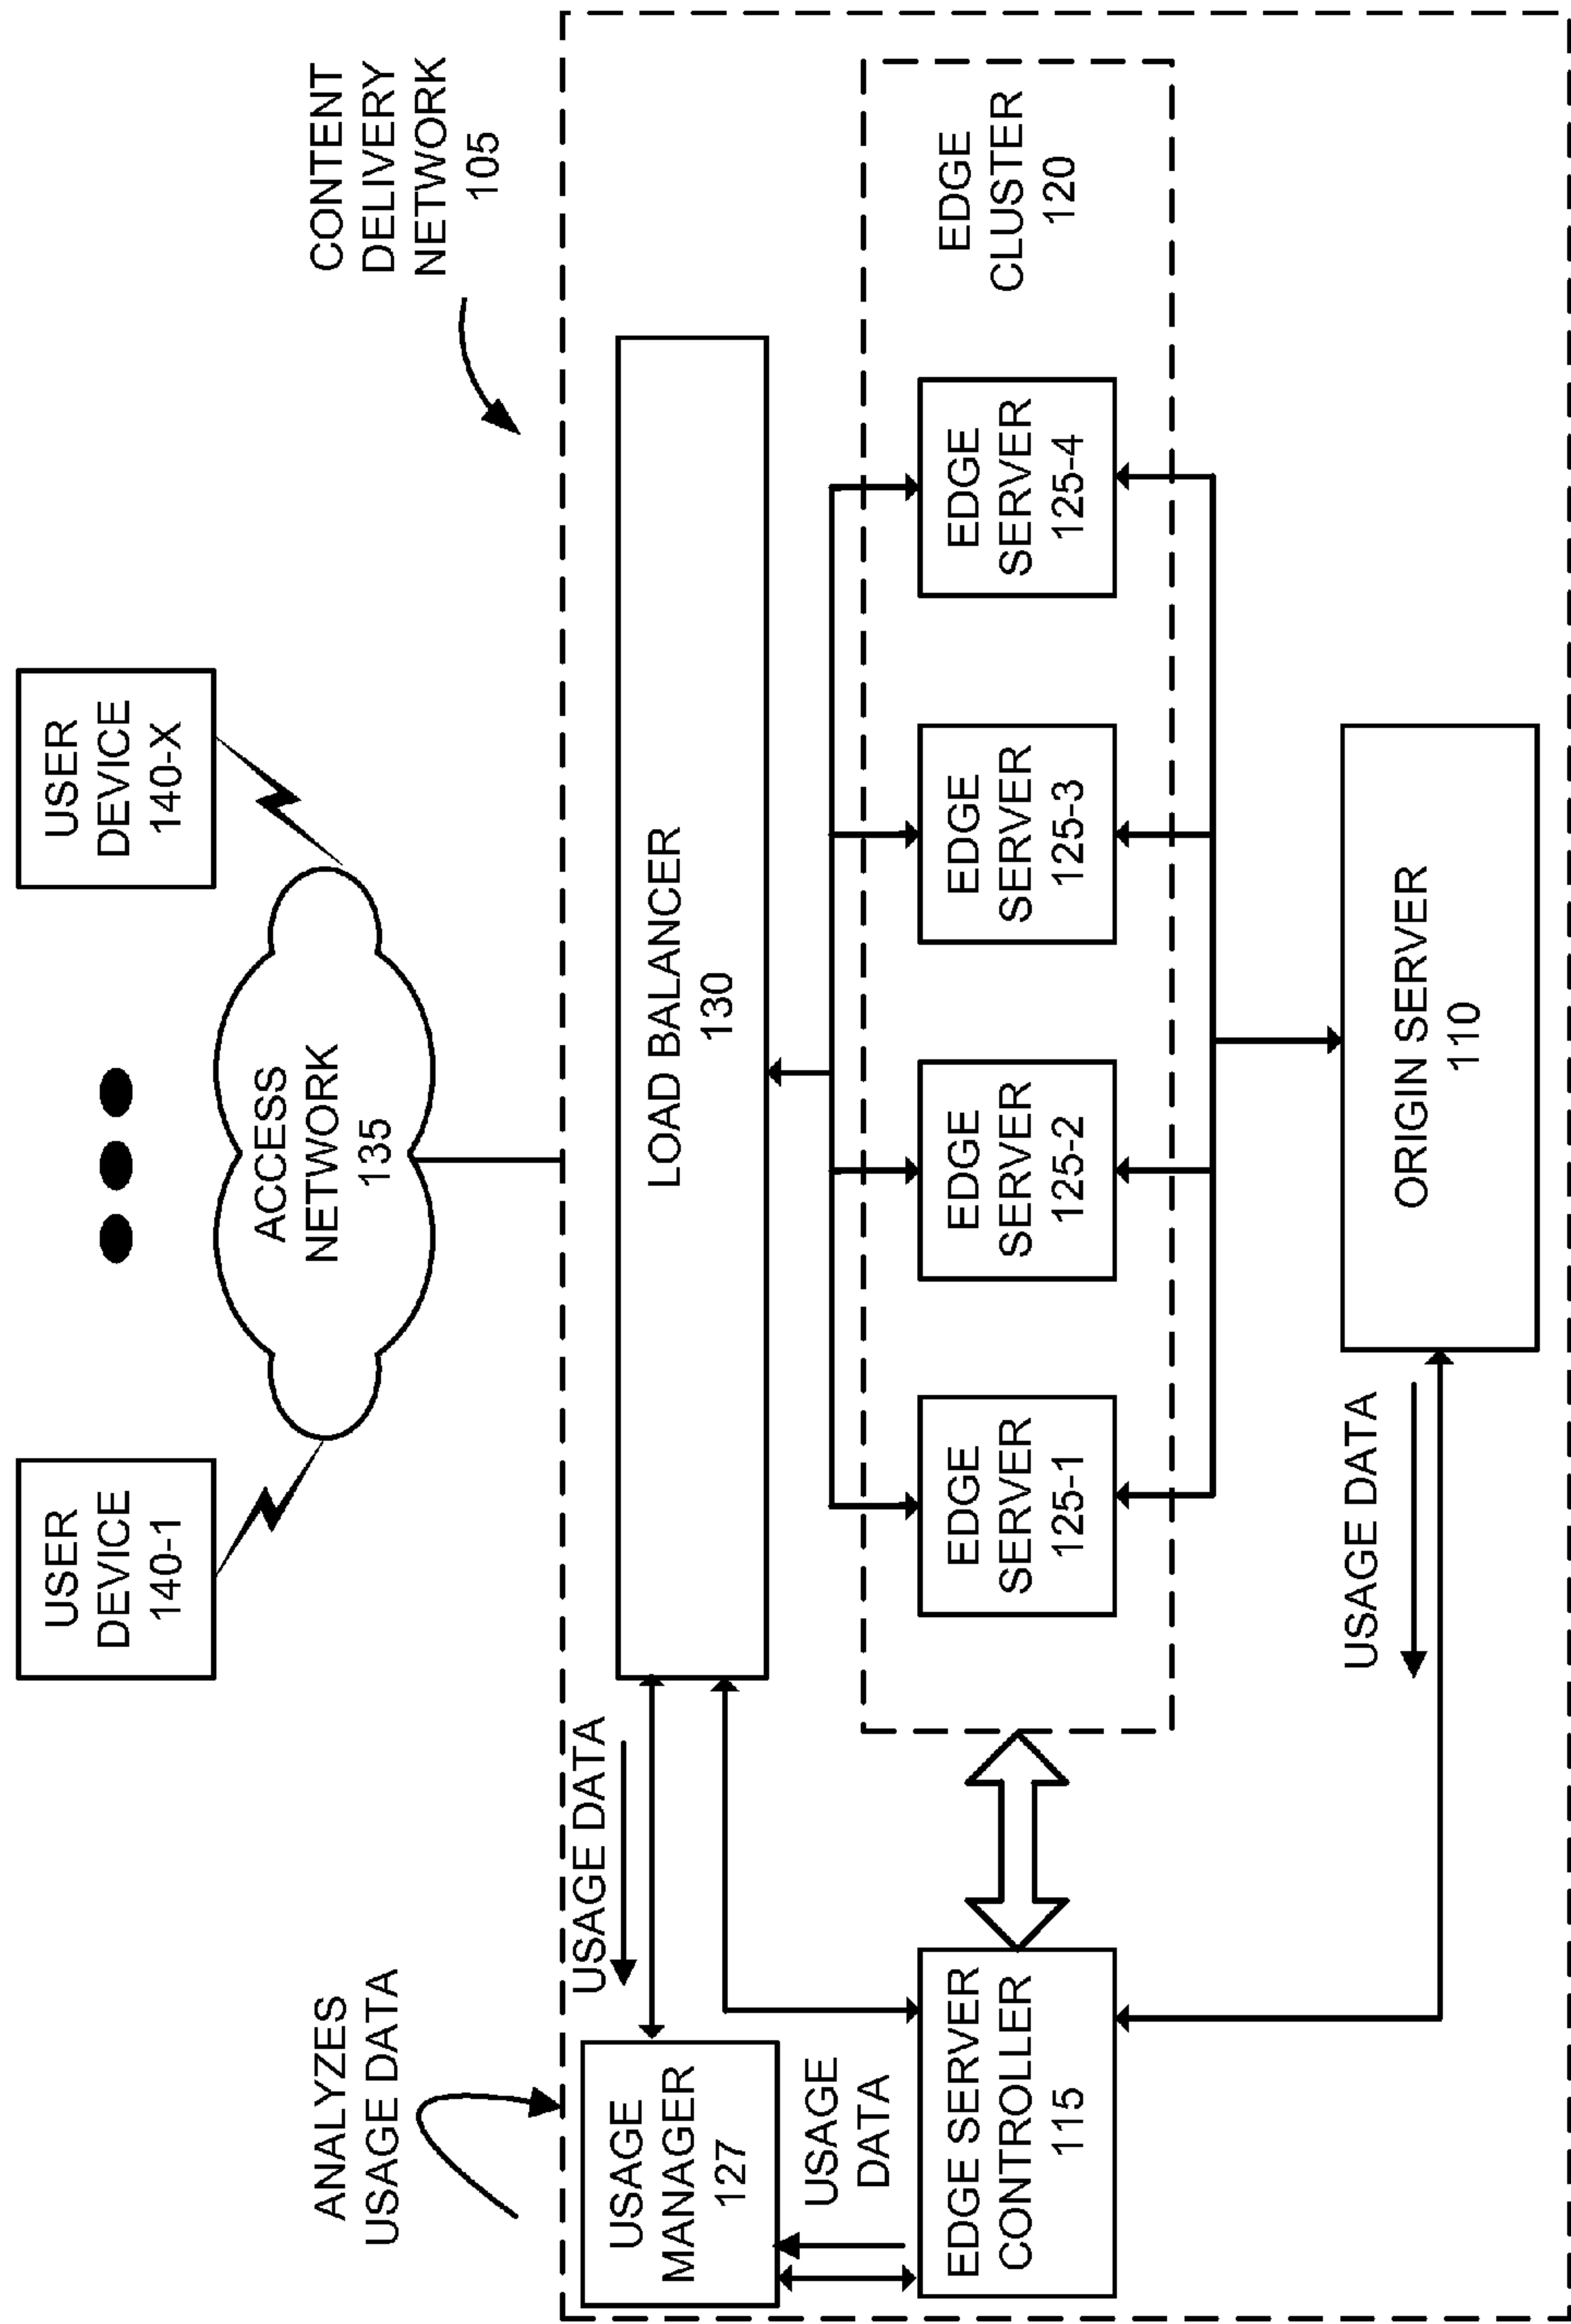 USER
DEVICE
140-1
USER
DEVICE
140-X
ACCESS
NETWORK
135
CONTENT
DELIVERY
NETWORK
105
ANALYZES
USAGE DATA
USAGE DATA
USAGE
MANAGER
127
LOAD BALANCER
130
USAGE
DATA
EDGE SERVER
CONTROLLER
115
EDGE
SERVER
125-1
EDGE
SERVER
125-2
EDGE
SERVER
125-3
EDGE
SERVER
125-4
EDGE
CLUSTER
120
USAGE DATA
ORIGIN SERVER
110